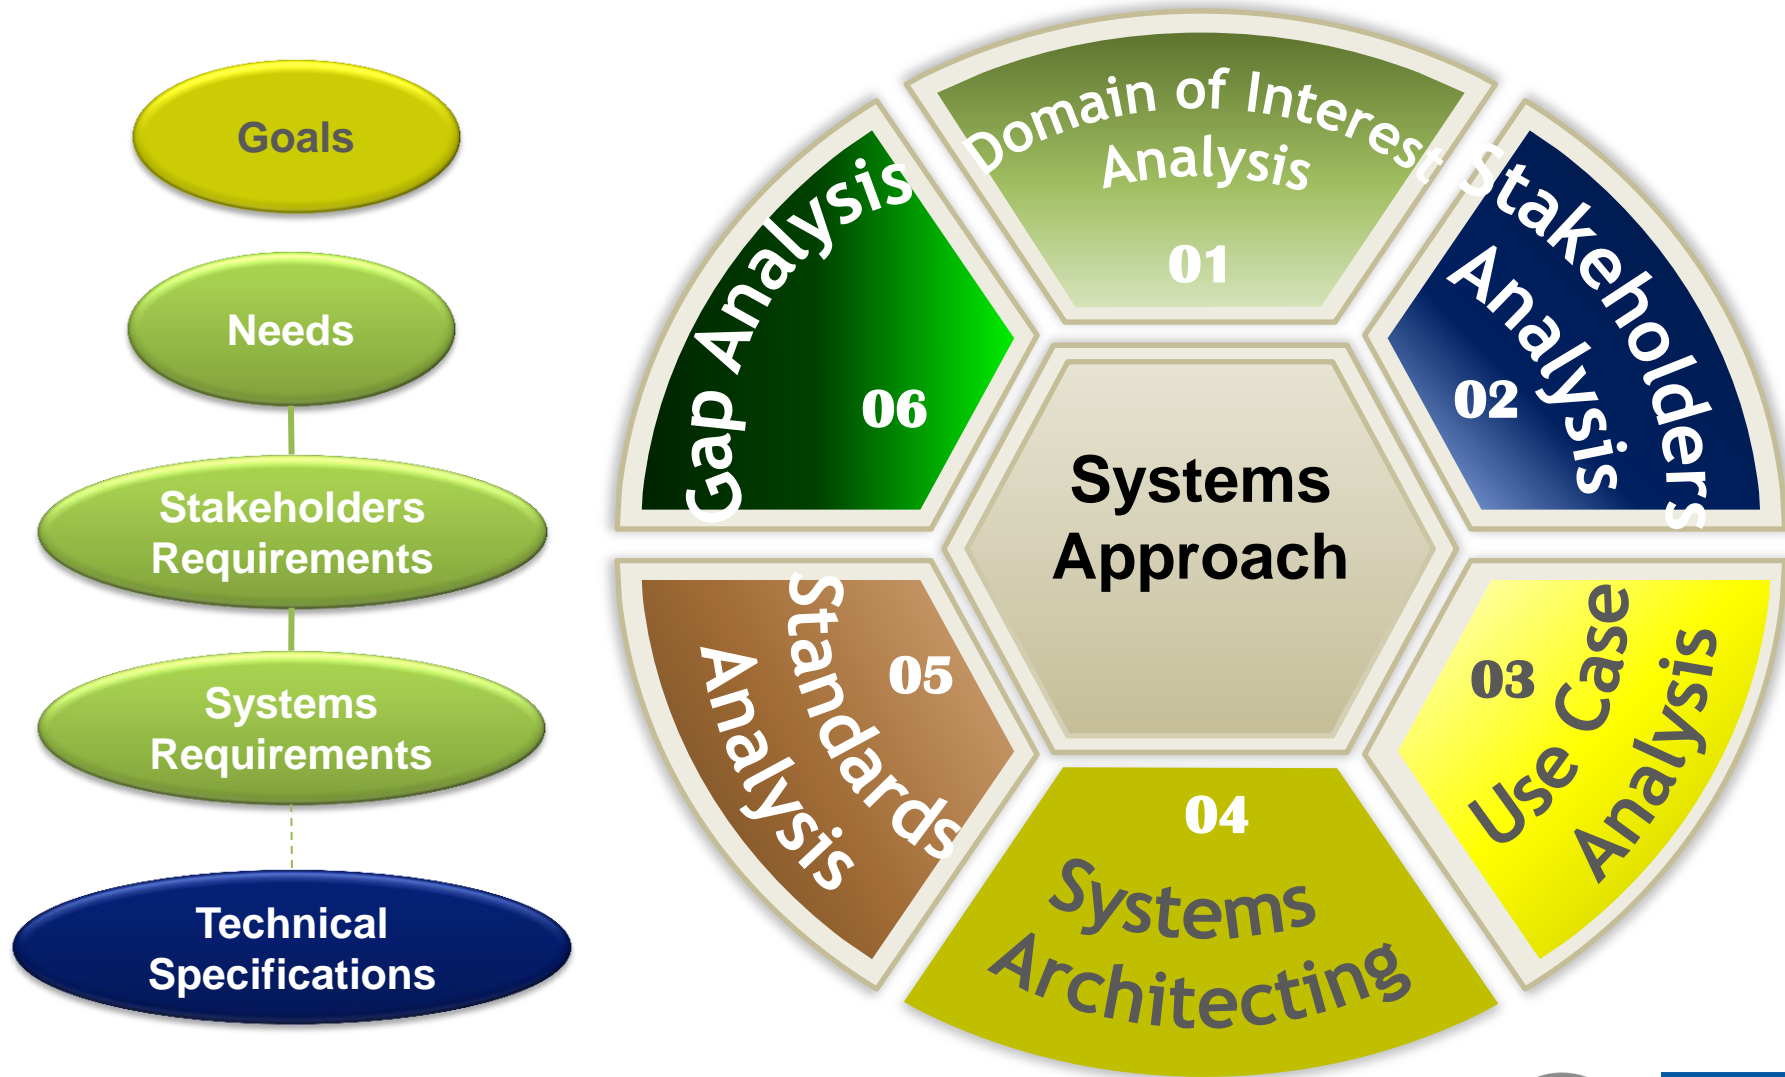 Goals
Needs
Stakeholders
Requirements
Systems
Requirements
Technical
Specifications
Domain of Interest
Analysis
01
Stakeholders
Analysis
02
03
Use Case
Analysis
04
Systems
Architecting
05
Standards
Analysis
06
Gap Analysis
Systems
Approach